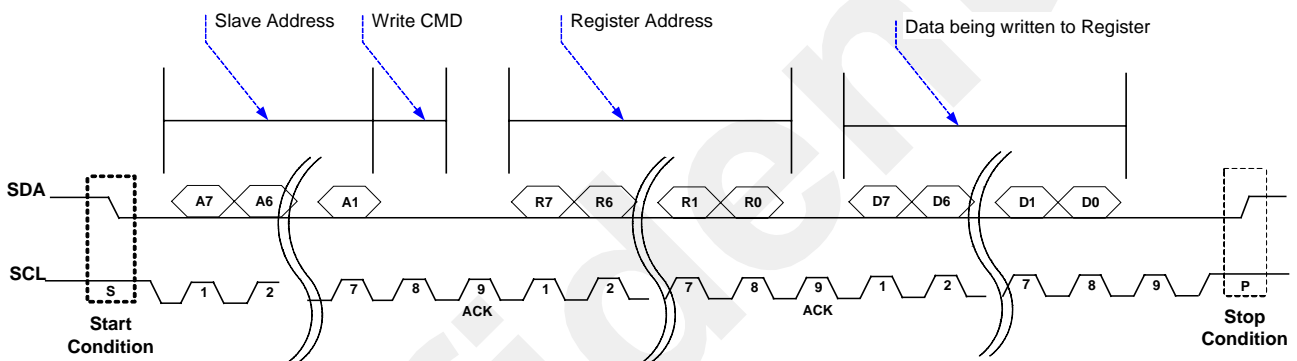 Slave Address
Write CMD
Register Address
Data being written to Register
SDA
A7
A6
A1
R7
R6
R1
R0
D7
D6
D1
D0
SCL
S
1
2
7
8
9
1
2
7
8
9
1
2
7
8
9
P
ACK
ACK
Start
Condition
Stop
Condition